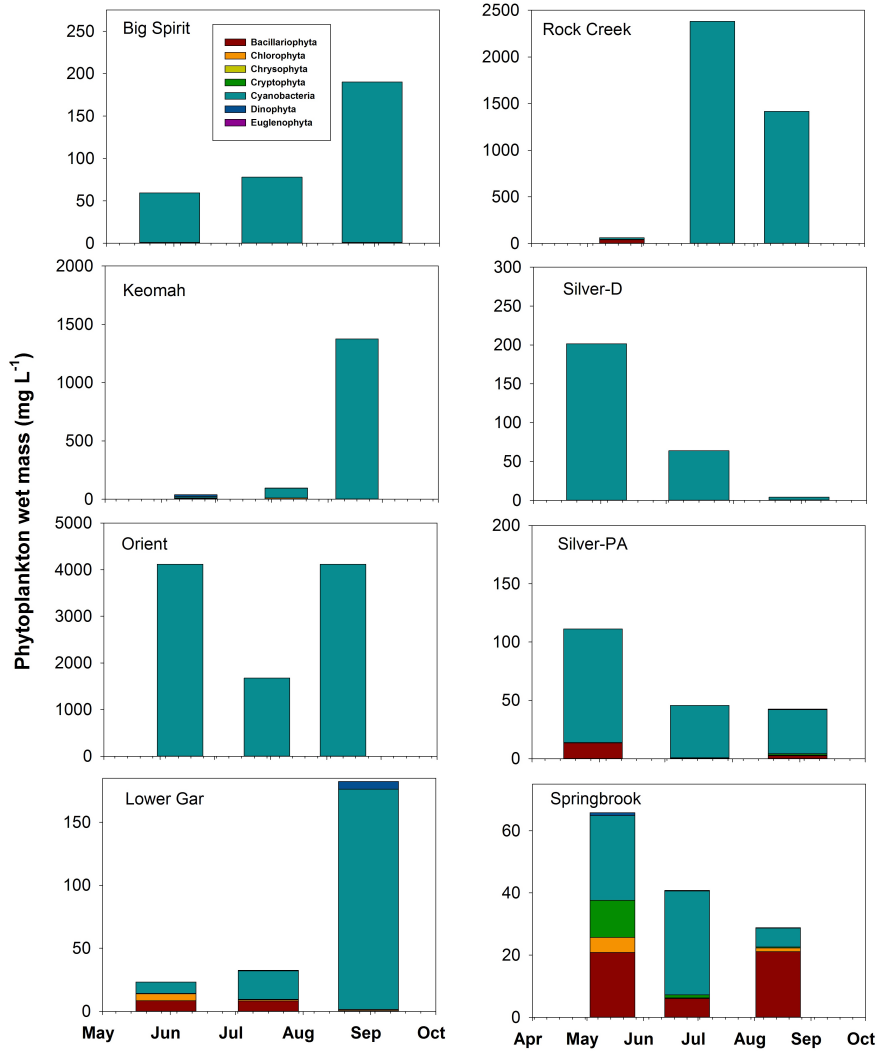 Phytoplankton wet mass (mg L-1)
Big Spirit
Bacillariophyta
Chlorophyta
Chrysophyta
Cryptophyta
Cyanobacteria
Dinophyta
Euglenophyta
250
200
150
100
50
0
Rock Creek
2500
2000
1500
1000
500
0
Keomah
2000
1500
1000
500
0
Silver-D
300
250
200
150
100
50
0
Orient
5000
4000
3000
2000
1000
0
Silver-PA
200
150
100
50
0
Lower Gar
150
100
50
0
May Jun Jul Aug Sep Oct
Springbrook
60
40
20
0
Apr May Jun Jul Aug Sep Oct